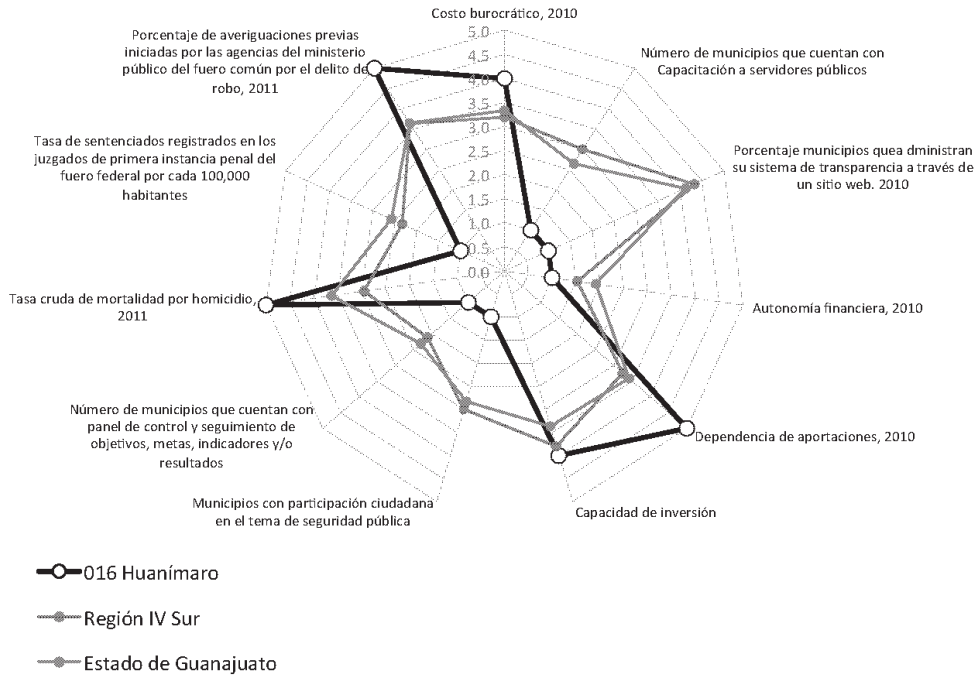 Costo burocrático, 2010
5.0
4.5
4.0
3.5
3.0
2.5
2.0
1.5
1.0
0.5
0.0
Número de municipios que cuentan con
Capacitación a servidores públicos
Porcentaje municipios quea dministran
su sistema de transparencia a través de
un sitio web. 2010
Autonomía financiera, 2010
Dependencia de aportaciones, 2010
Capacidad de inversión
Municipios con participación ciudadana
en el tema de seguridad pública
Número de municipios que cuentan con
panel de control y seguimiento de
objetivos, metas, indicadores y/o
resultados
Tasa cruda de mortalidad por homicidio,
2011
Tasa de sentenciados registrados en los
juzgados de primera instancia penal del
fuero federal por cada 100,000
habitantes
Porcentaje de averiguaciones previas
iniciadas por las agencias del ministerio
público del fuero común por el delito de
robo, 2011
016 Huanímaro
Región IV Sur
Estado de Guanajuato